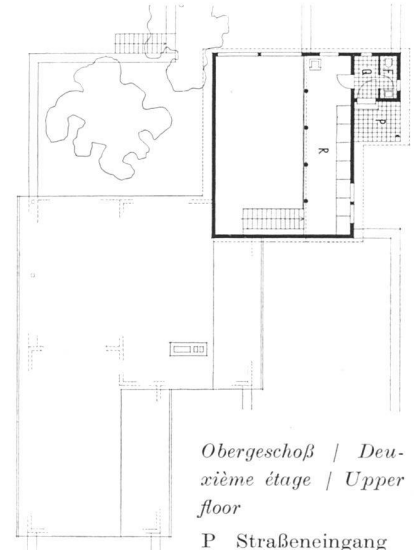 Q
P
R
Obergeschoß | Deu-
xième étage | Upper
floor
P Straßeneingang